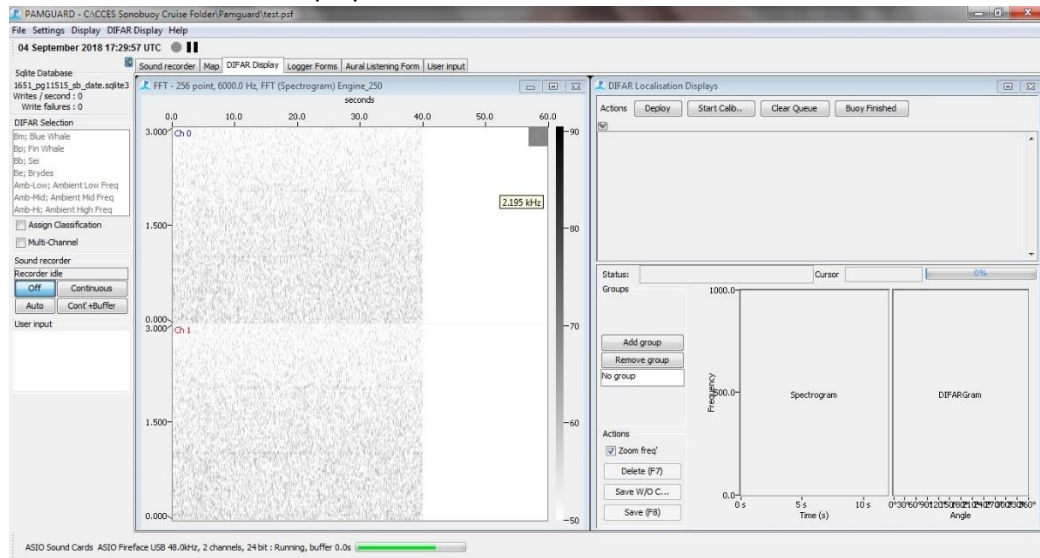 PAMGUARD - C:\CCES Sonobuoy Cruise Folder\Pamguard\test.psf
File Settings Display DIFAR Display Help
04 September 2018 17:29:57 UTC
Sqlite Database
1651_pg11515_sb_date.sqlite3
Writes / second : 0
Write failures : 0
DIFAR Selection
Bm; Blue Whale
Bp; Fin Whale
Bb; Sei
Be; Brydes
Amb-Low; Ambient Low Freq
Amb-Mid; Ambient Mid Freq
Amb-Hi; Ambient High Freq
Assign Classification
Multi-Channel
Sound recorder
Recorder idle
Off Continuous
Auto Cont'+Buffer
User input
Sound recorder Map DIFAR Display Logger Forms Aural Listening Form User input
FFT - 256 point, 6000.0 Hz, FFT (Spectrogram) Engine_250
seconds
0.0 10.0 20.0 30.0 40.0 50.0 60.0
3.000 Ch 0 90
2.195 kHz
1.500 80
0.000
3.000 Ch 1 70
1.500 60
0.000 50
DIFAR Localisation Displays
Actions Deploy Start Calib... Clear Queue Buoy Finished
Status: Cursor 0%
Groups
Add group
Remove group
No group
Actions
Zoom freq'
Delete (F7)
Save W/O C...
Save (F8)
1000.0
500.0
0.0
Frequency
Spectrogram
DIFARGram
0 s 5 s 10 s
Time (s)
Angle
ASIO Sound Cards ASIO Fireface USB 48.0kHz, 2 channels, 24 bit : Running, buffer 0.0s